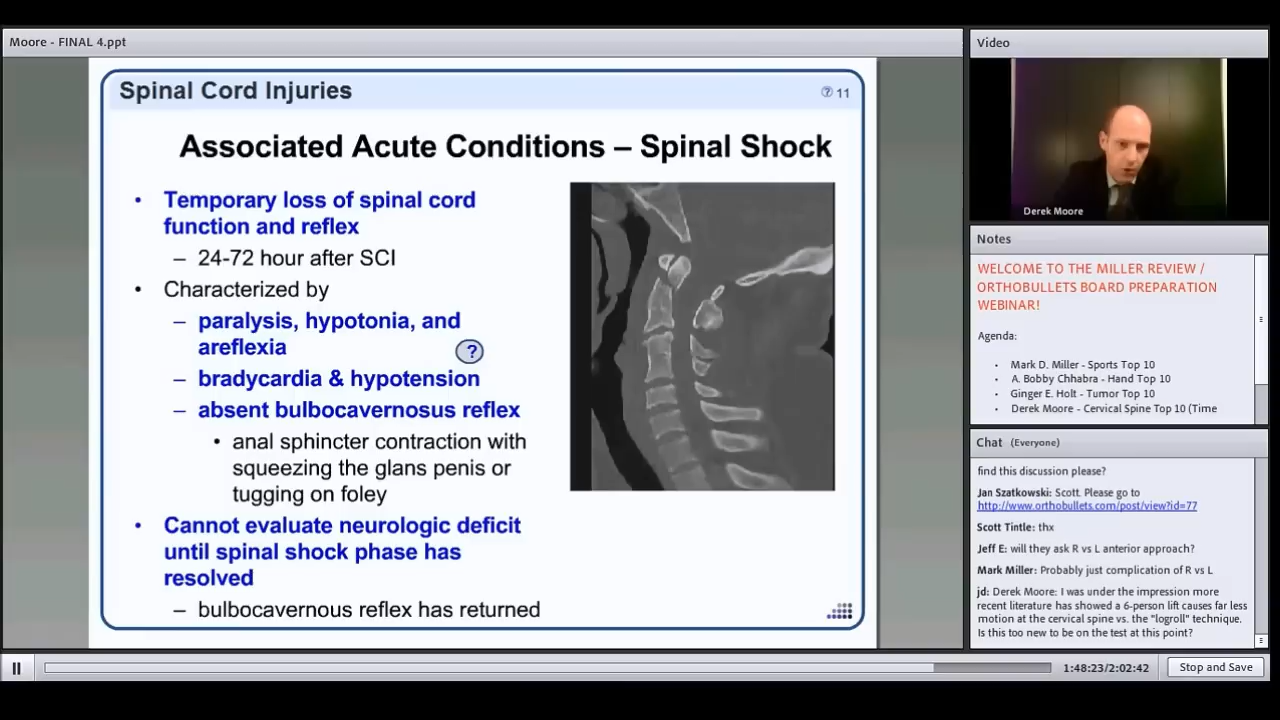 Moore - FINAL 4.ppt
Spinal Cord Injuries
? 11
Associated Acute Conditions – Spinal Shock
• Temporary loss of spinal cord
function and reflex
– 24-72 hour after SCI
• Characterized by
– paralysis, hypotonia, and
areflexia
?
– bradycardia & hypotension
– absent bulbocavernosus reflex
• anal sphincter contraction with
squeezing the glans penis or
tugging on foley
• Cannot evaluate neurologic deficit
until spinal shock phase has
resolved
– bulbocavernous reflex has returned
Video
Derek Moore
Notes
WELCOME TO THE MILLER REVIEW /
ORTHOBULLETS BOARD PREPARATION
WEBINAR!
Agenda:
• Mark D. Miller - Sports Top 10
• A. Bobby Chhabra - Hand Top 10
• Ginger E. Holt - Tumor Top 10
• Derek Moore - Cervical Spine Top 10 (Time
Chat (Everyone)
find this discussion please?
Jan Szatkowski: Scott. Please go to
http://www.orthobullets.com/post/view?id=77
Scott Tintle: thx
Jeff E: will they ask R vs L anterior approach?
Mark Miller: Probably just complication of R vs L
jd: Derek Moore: I was under the impression more
recent literature has showed a 6-person lift causes far less
motion at the cervical spine vs. the "logroll" technique.
Is this too new to be on the test at this point?
1:48:23/2:02:42
Stop and Save